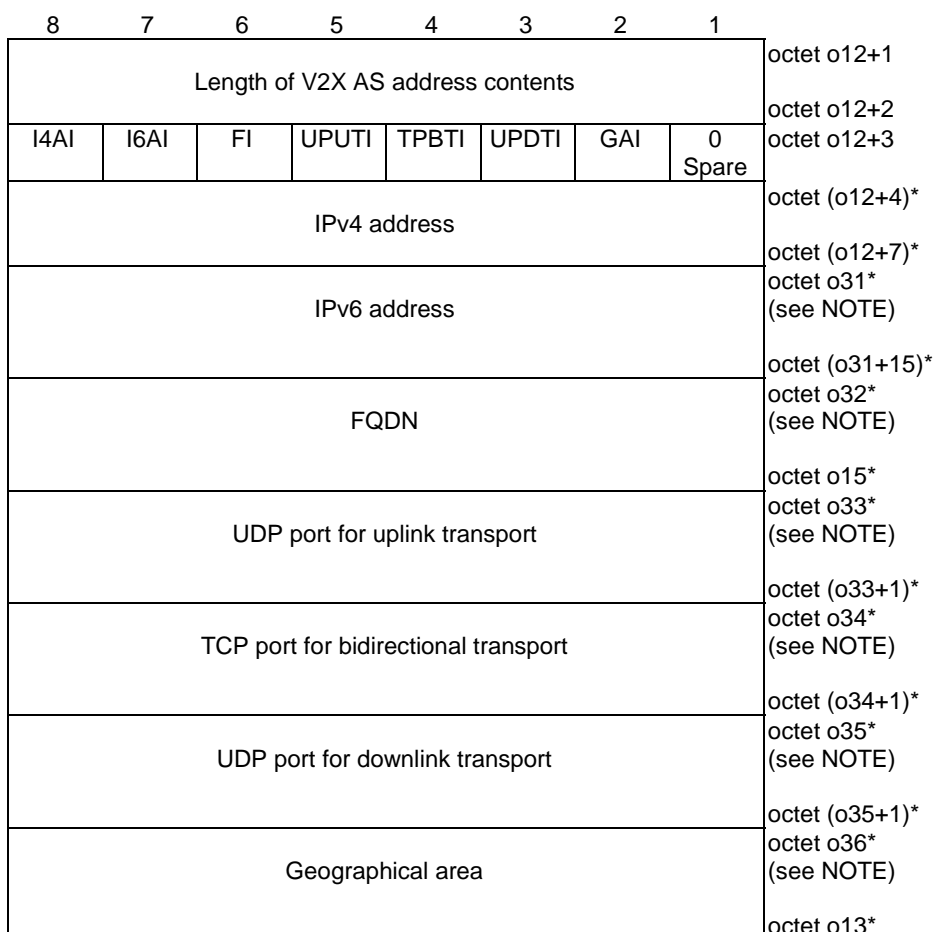 8 7 6 5 4 3 2 1
Length of V2X AS address contents
octet o12+1
octet o12+2
I4AI I6AI FI UPUTI TPBTI UPDTI GAI 0
Spare
octet o12+3
IPv4 address
octet (o12+4)*
octet (o12+7)*
IPv6 address
octet o31*
(see NOTE)
octet (o31+15)*
FQDN
octet o32*
(see NOTE)
octet o15*
UDP port for uplink transport
octet o33*
(see NOTE)
octet (o33+1)*
TCP port for bidirectional transport
octet o34*
(see NOTE)
octet (o34+1)*
UDP port for downlink transport
octet o35*
(see NOTE)
octet (o35+1)*
Geographical area
octet o36*
(see NOTE)
octet o13*